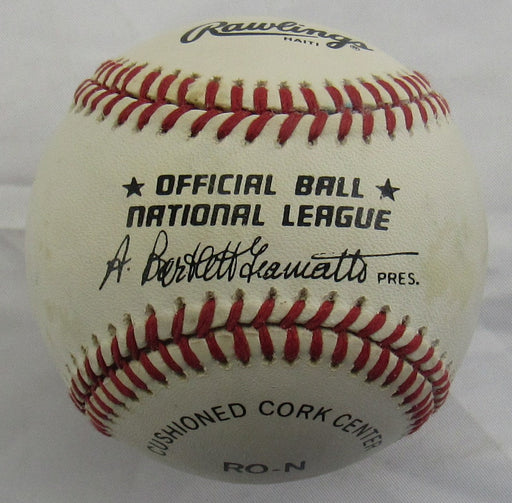 Rawlings®
HAITI
★ OFFICIAL BALL ★
NATIONAL LEAGUE
A. Bartlett Giamatti PRES.
CUSHIONED CORK CENTER
RO-N